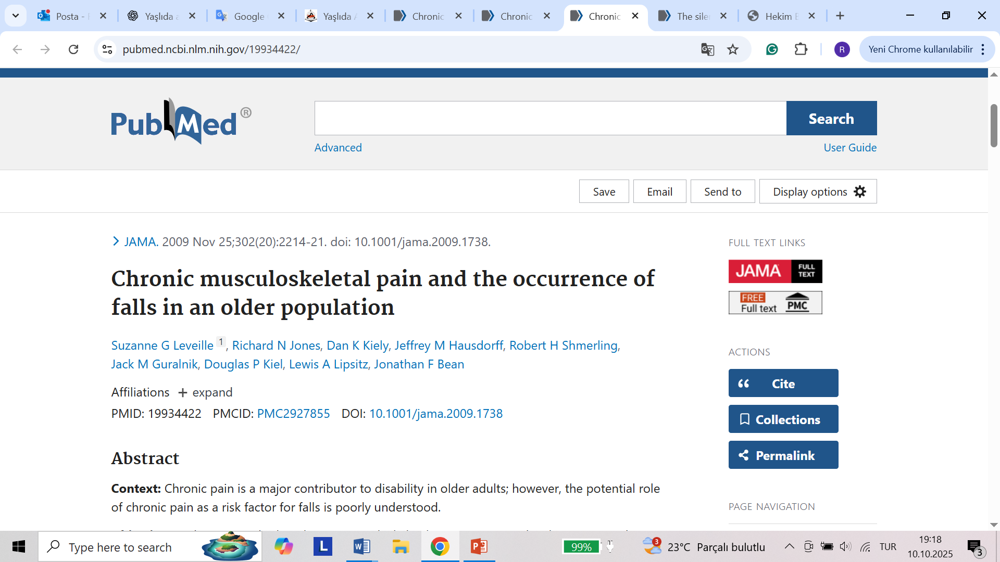 Posta -
Yaşlıda
Google
Yaşlıda
Chronic
Chronic
Chronic
The
Hekim
pubmed.ncbi.nlm.nih.gov/19934422/
R
Yeni Chrome kullanılabilir
PubMed®
Search
Advanced
User Guide
Save
Email
Send to
Display options
JAMA. 2009 Nov 25;302(20):2214-21. doi: 10.1001/jama.2009.1738.
Chronic musculoskeletal pain and the occurrence of
falls in an older population
Suzanne G Leveille 1, Richard N Jones, Dan K Kiely, Jeffrey M Hausdorff, Robert H Shmerling,
Jack M Guralnik, Douglas P Kiel, Lewis A Lipsitz, Jonathan F Bean
Affiliations + expand
PMID: 19934422 PMCID: PMC2927855 DOI: 10.1001/jama.2009.1738
Abstract
Context: Chronic pain is a major contributor to disability in older adults; however, the potential role
of chronic pain as a risk factor for falls is poorly understood.
FULL TEXT LINKS
JAMA FULL TEXT
FREE Full text PMC
ACTIONS
Cite
Collections
Permalink
PAGE NAVIGATION
Type here to search
L
99%
3
23°C Parçalı bulutlu
TUR
19:18
10.10.2025
3